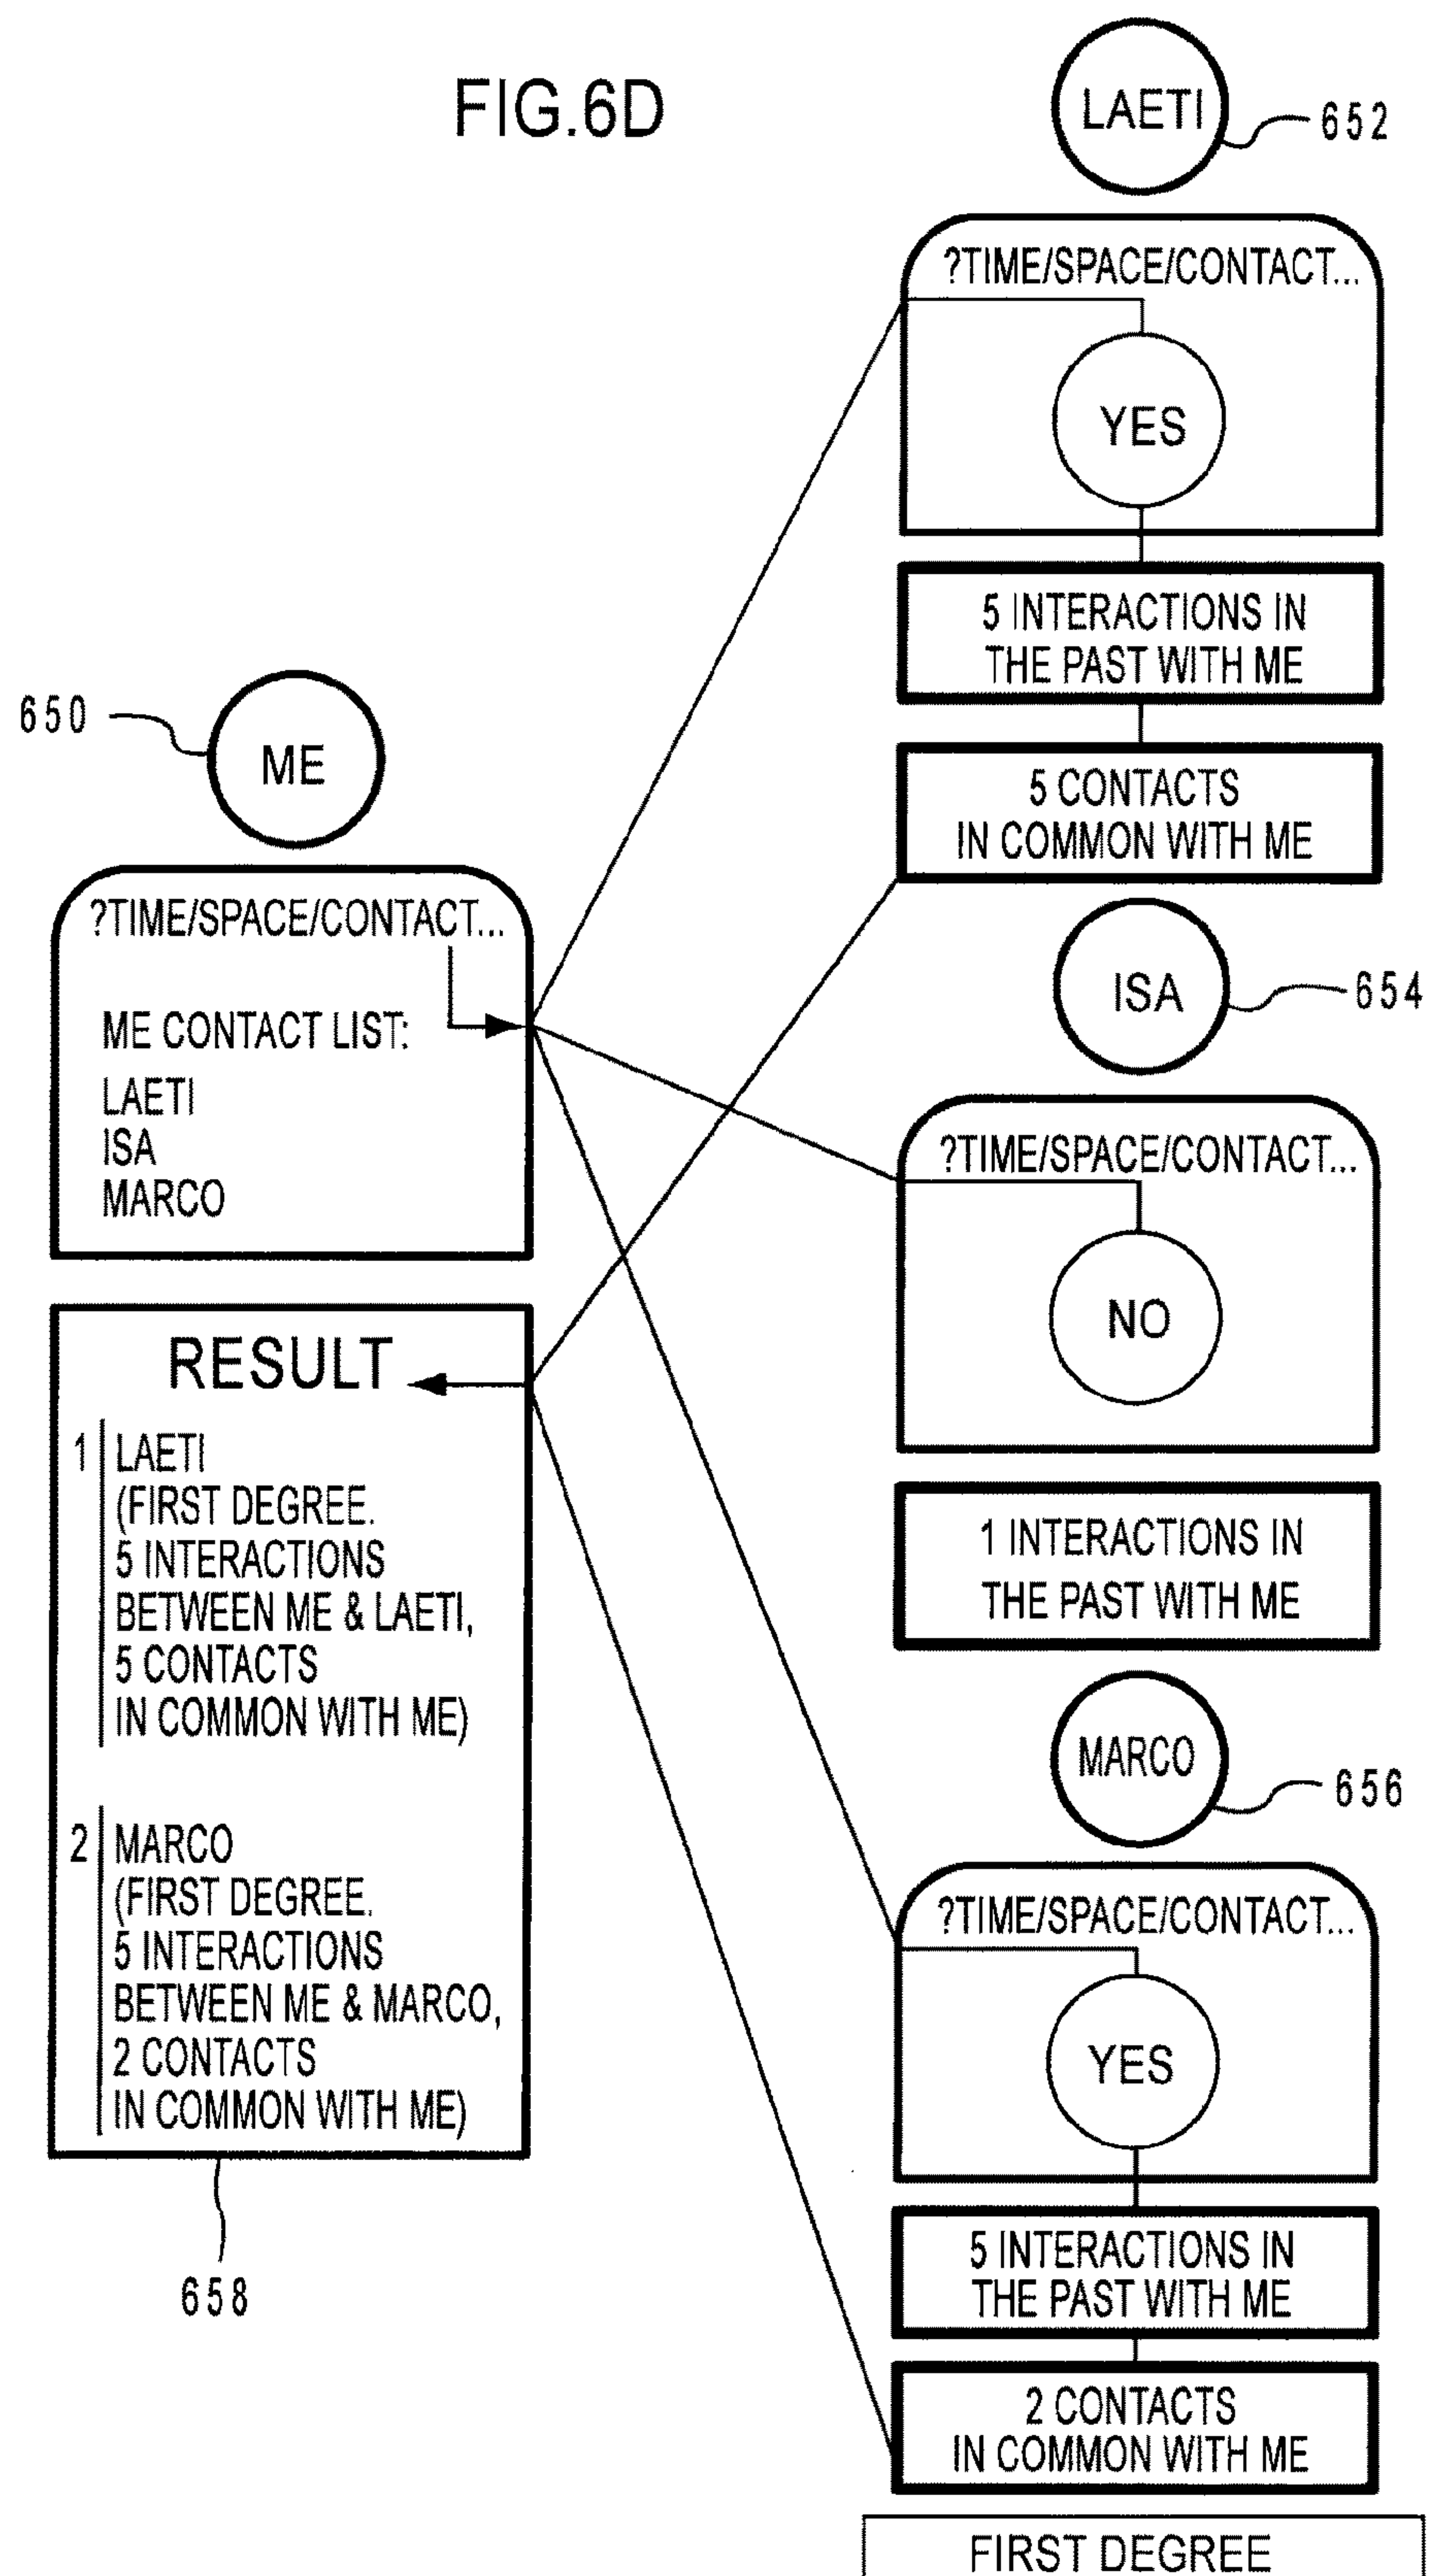 FIG.6D
LAETI
652
?TIME/SPACE/CONTACT...
YES
5 INTERACTIONS IN
THE PAST WITH ME
5 CONTACTS
IN COMMON WITH ME
650
ME
?TIME/SPACE/CONTACT...
ME CONTACT LIST:
LAETI
ISA
MARCO
ISA
654
?TIME/SPACE/CONTACT...
NO
1 INTERACTIONS IN
THE PAST WITH ME
RESULT
1 LAETI
(FIRST DEGREE.
5 INTERACTIONS
BETWEEN ME & LAETI,
5 CONTACTS
IN COMMON WITH ME)
2 MARCO
(FIRST DEGREE.
5 INTERACTIONS
BETWEEN ME & MARCO,
2 CONTACTS
IN COMMON WITH ME)
658
MARCO
656
?TIME/SPACE/CONTACT...
YES
5 INTERACTIONS IN
THE PAST WITH ME
2 CONTACTS
IN COMMON WITH ME
FIRST DEGREE